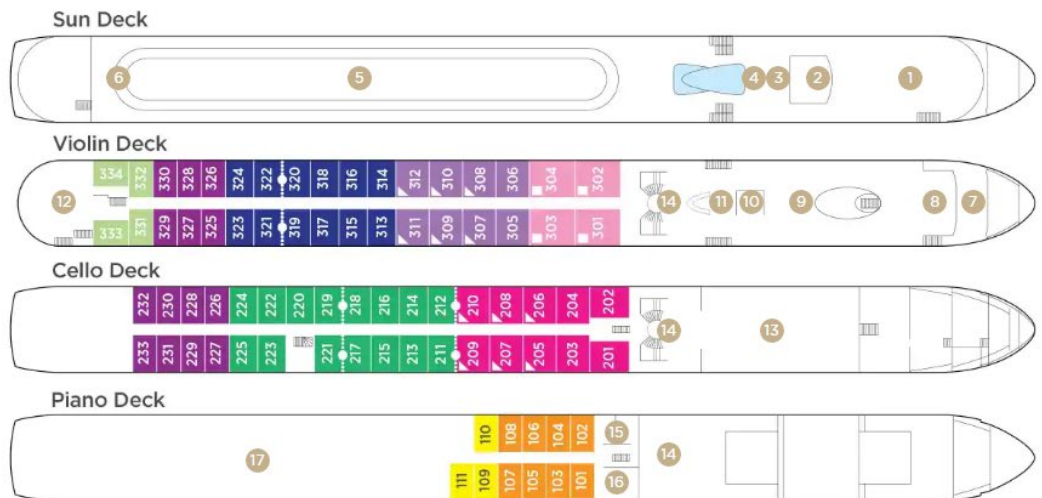 Sun Deck
6 5 4 3 2 1
Violin Deck
334 332 330 328 326 324 322 320 318 316 314 312 310 308 306 304 302
12 14 11 10 9 8 7
333 331 329 327 325 323 321 319 317 315 313 311 309 307 305 303 301
Cello Deck
232 230 228 226 224 222 220 219 218 216 214 212 210 208 206 204 202
14 13
233 231 229 227 225 223 221 217 215 213 211 209 207 205 203 201
Piano Deck
110 108 106 104 102 15
17 14
111 109 107 105 103 101 16